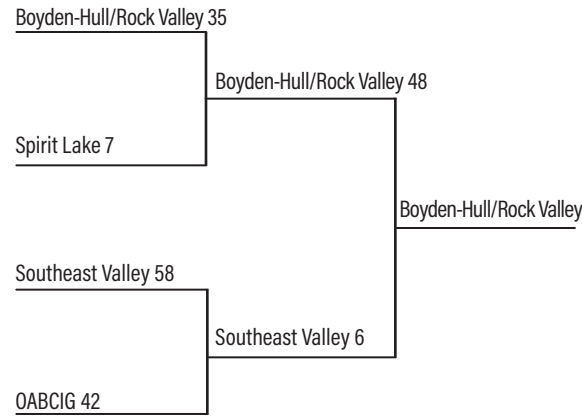 Boyden-Hull/Rock Valley 35
Boyden-Hull/Rock Valley 48
Spirit Lake 7
Boyden-Hull/Rock Valley
Southeast Valley 58
Southeast Valley 6
OABCIG 42